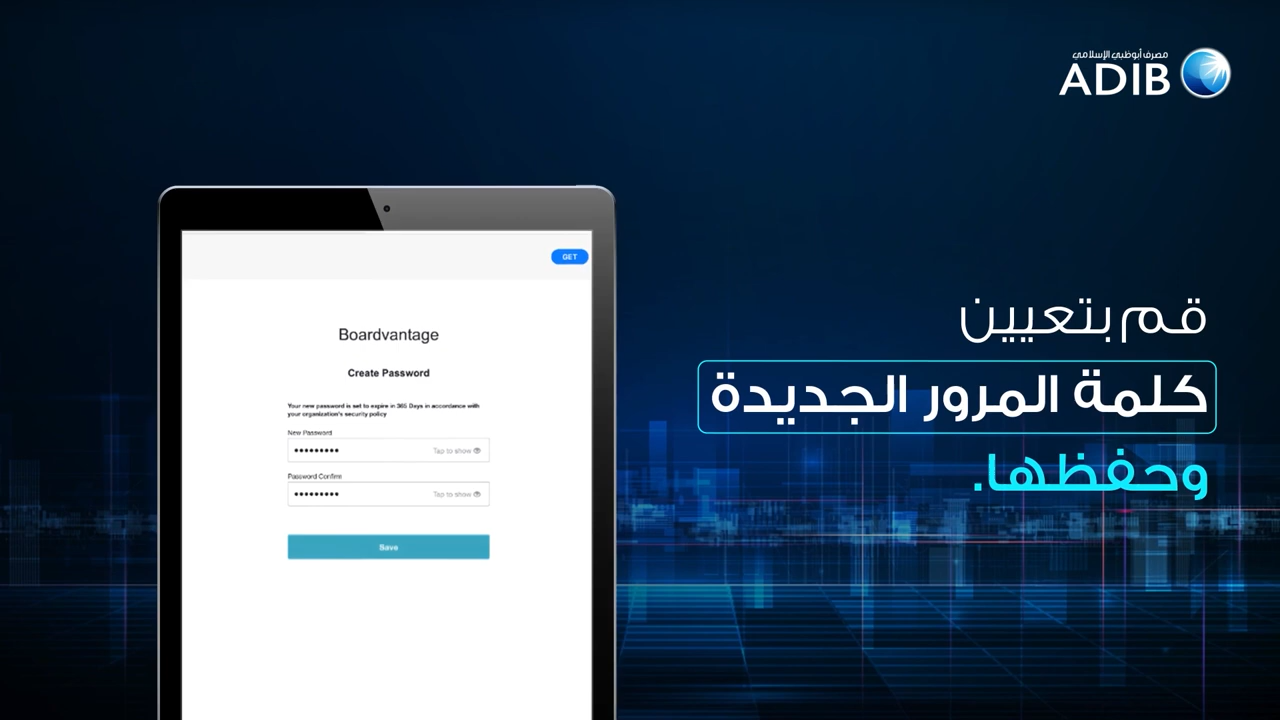 مصرف أبوظبي الإسلامي
ADIB
GET
Boardvantage
Create Password
Your new password is set to expire in 365 Days in accordance with
your organization's security policy
New Password
••••••••• Tap to show
Password Confirm
••••••••• Tap to show
Save
قم بتعيين
كلمة المرور الجديدة
وحفظها.